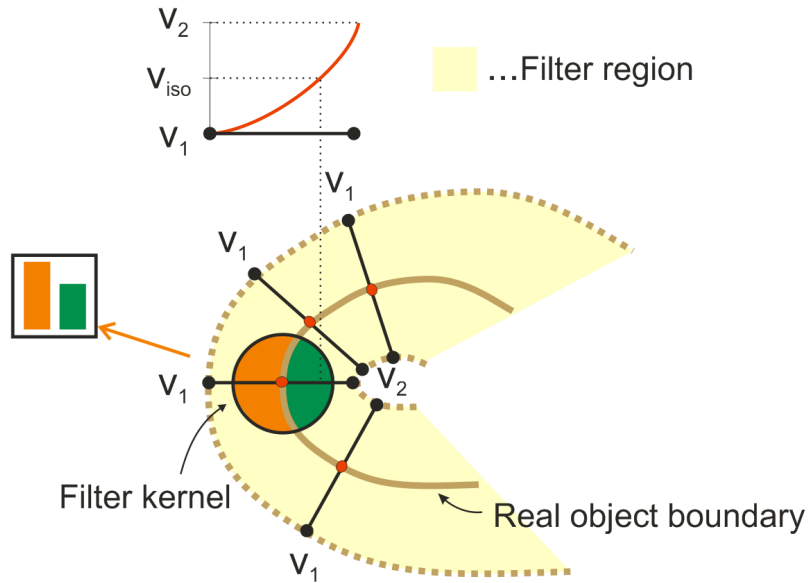 v2
viso
v1
...Filter region
v1
v1
v1
v2
Filter kernel
Real object boundary
v1